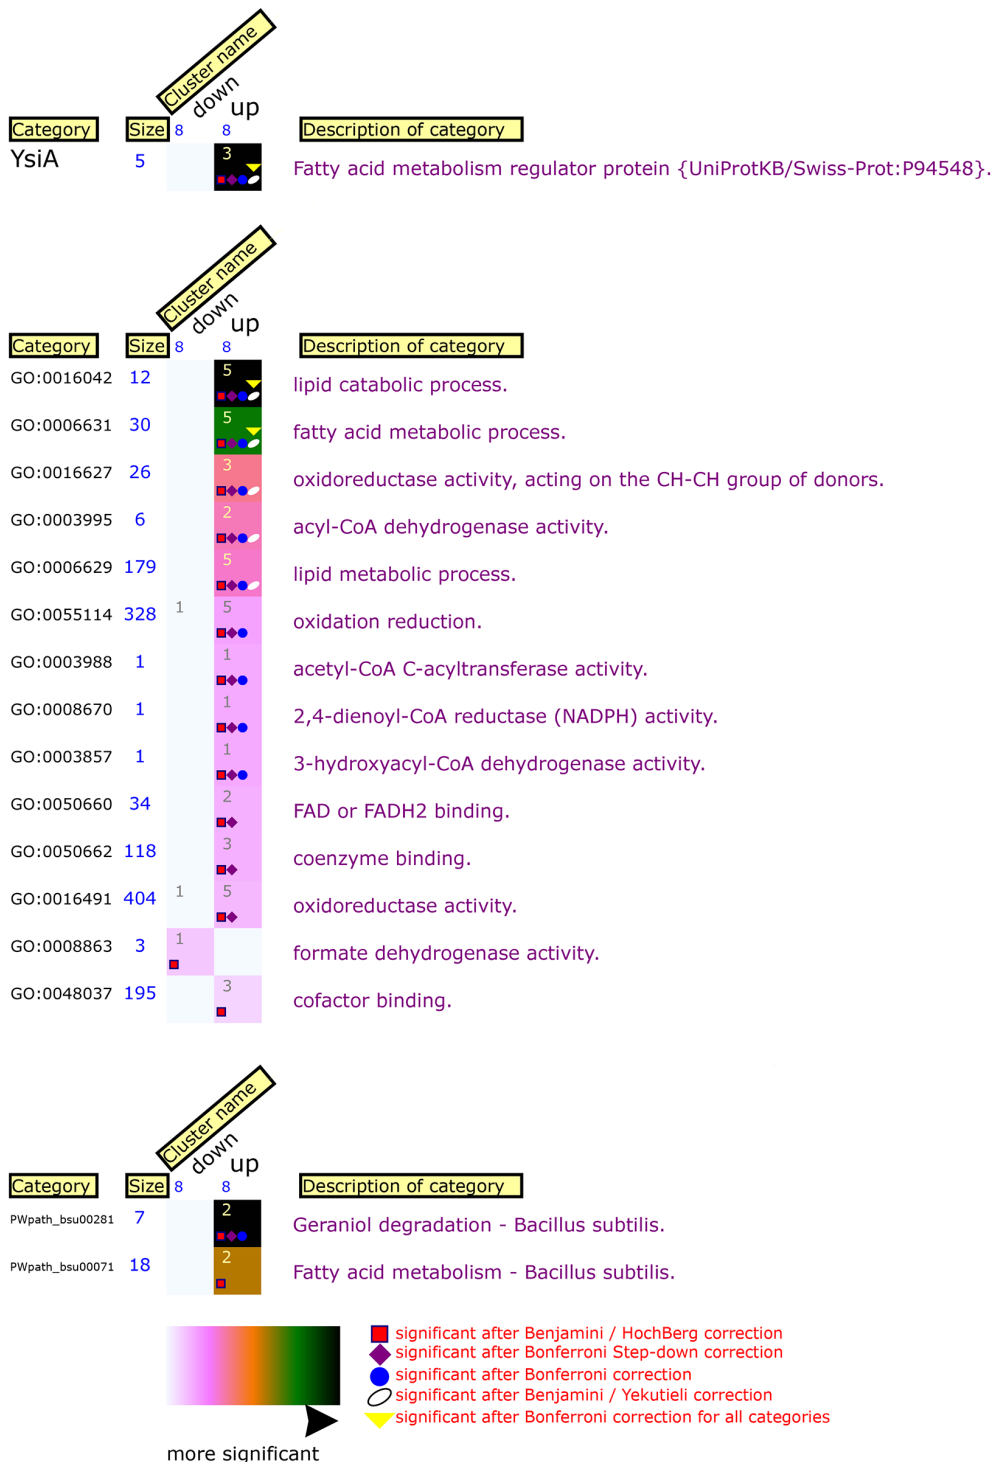 Cluster name
down
up
Category Size 8 8 Description of category
YsiA 5 3 Fatty acid metabolism regulator protein {UniProtKB/Swiss-Prot:P94548}.
Cluster name
down
up
Category Size 8 8 Description of category
GO:0016042 12 5 lipid catabolic process.
GO:0006631 30 5 fatty acid metabolic process.
GO:0016627 26 3 oxidoreductase activity, acting on the CH-CH group of donors.
GO:0003995 6 2 acyl-CoA dehydrogenase activity.
GO:0006629 179 5 lipid metabolic process.
GO:0055114 328 1 5 oxidation reduction.
GO:0003988 1 1 acetyl-CoA C-acyltransferase activity.
GO:0008670 1 1 2,4-dienoyl-CoA reductase (NADPH) activity.
GO:0003857 1 1 3-hydroxyacyl-CoA dehydrogenase activity.
GO:0050660 34 2 FAD or FADH2 binding.
GO:0050662 118 3 coenzyme binding.
GO:0016491 404 1 5 oxidoreductase activity.
GO:0008863 3 1 formate dehydrogenase activity.
GO:0048037 195 3 cofactor binding.
Cluster name
down
up
Category Size 8 8 Description of category
PWpath_bsu00281 7 2 Geraniol degradation - Bacillus subtilis.
PWpath_bsu00071 18 2 Fatty acid metabolism - Bacillus subtilis.
significant after Benjamini / HochBerg correction
significant after Bonferroni Step-down correction
significant after Bonferroni correction
significant after Benjamini / Yekutieli correction
significant after Bonferroni correction for all categories
more significant